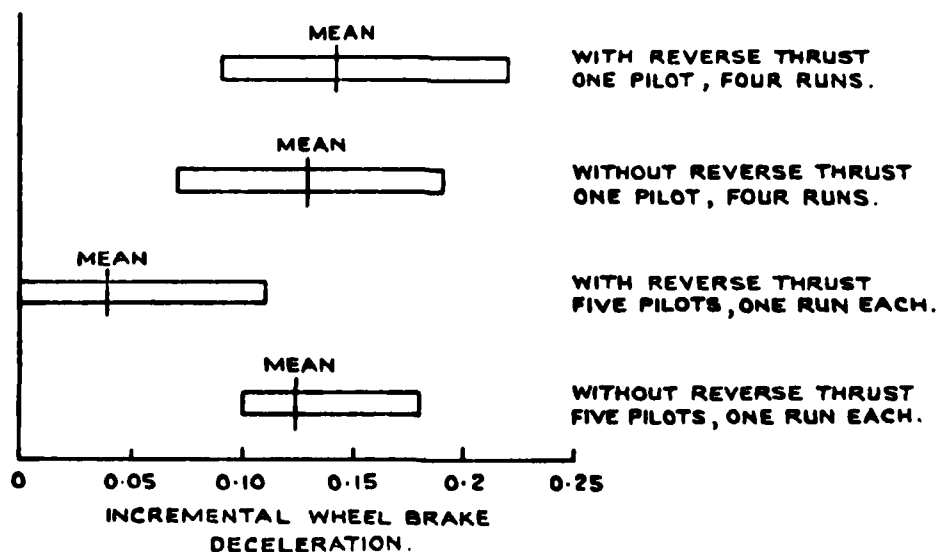 MEAN
WITH REVERSE THRUST
ONE PILOT, FOUR RUNS.
MEAN
WITHOUT REVERSE THRUST
ONE PILOT, FOUR RUNS.
MEAN
WITH REVERSE THRUST
FIVE PILOTS, ONE RUN EACH.
MEAN
WITHOUT REVERSE THRUST
FIVE PILOTS, ONE RUN EACH.
0 0·05 0·10 0·15 0·2 0·25
INCREMENTAL WHEEL BRAKE
DECELERATION.